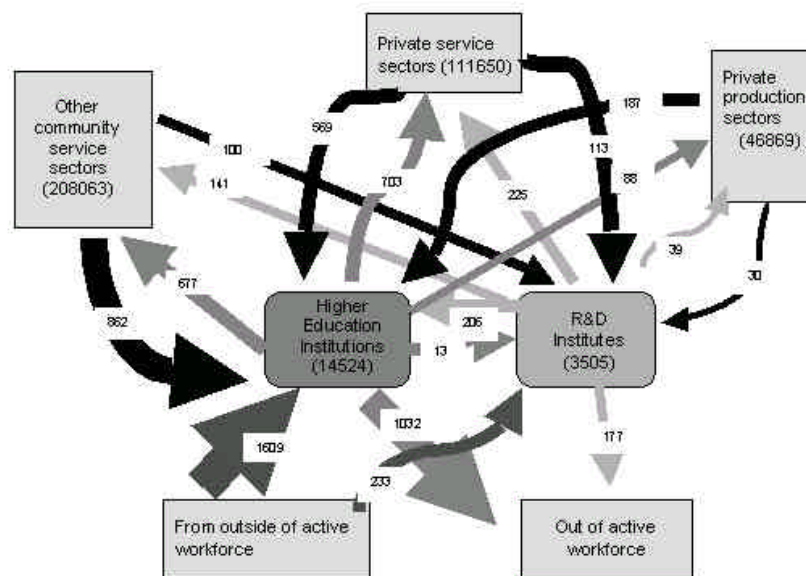 Private service
sectors (111650)
Private
production
sectors
(46869)
Other
community
service
sectors
(208063)
569
187
100
113
141
703
88
225
39
30
677
862
Higher
Education
Institutions
(14524)
R&D
Institutes
(3505)
206
13
1032
1609
177
233
From outside of active
workforce
Out of active
workforce